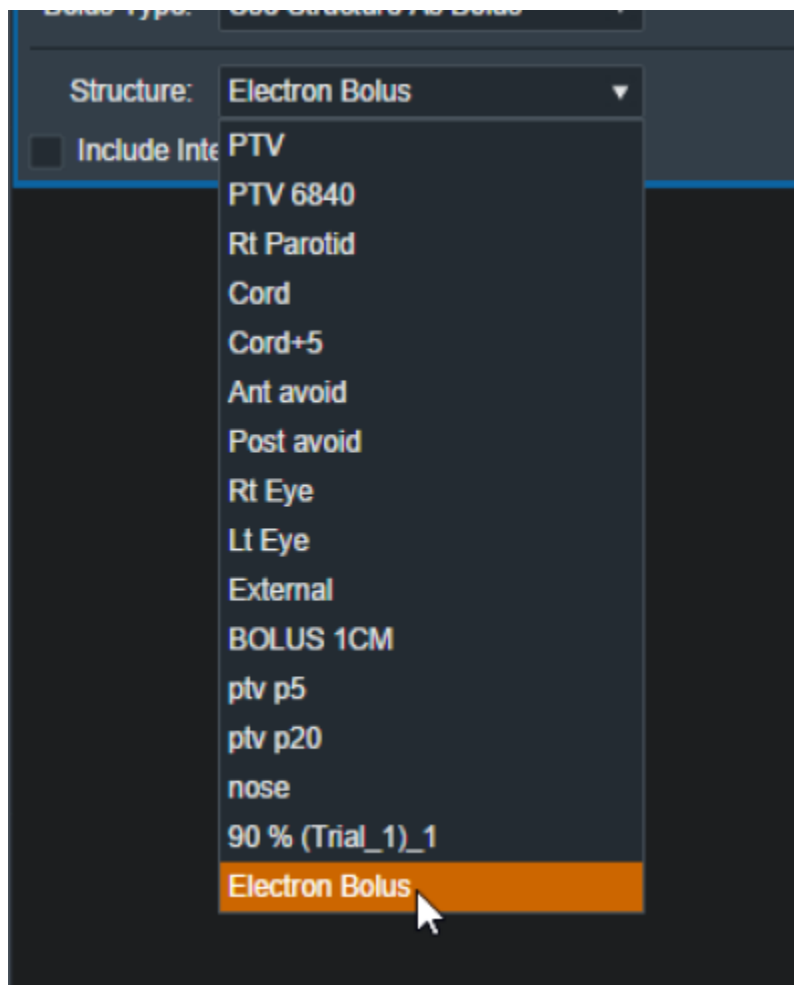 Structure: Electron Bolus
Include Inte
PTV
PTV 6840
Rt Parotid
Cord
Cord+5
Ant avoid
Post avoid
Rt Eye
Lt Eye
External
BOLUS 1CM
ptv p5
ptv p20
nose
90 % (Trial_1)_1
Electron Bolus